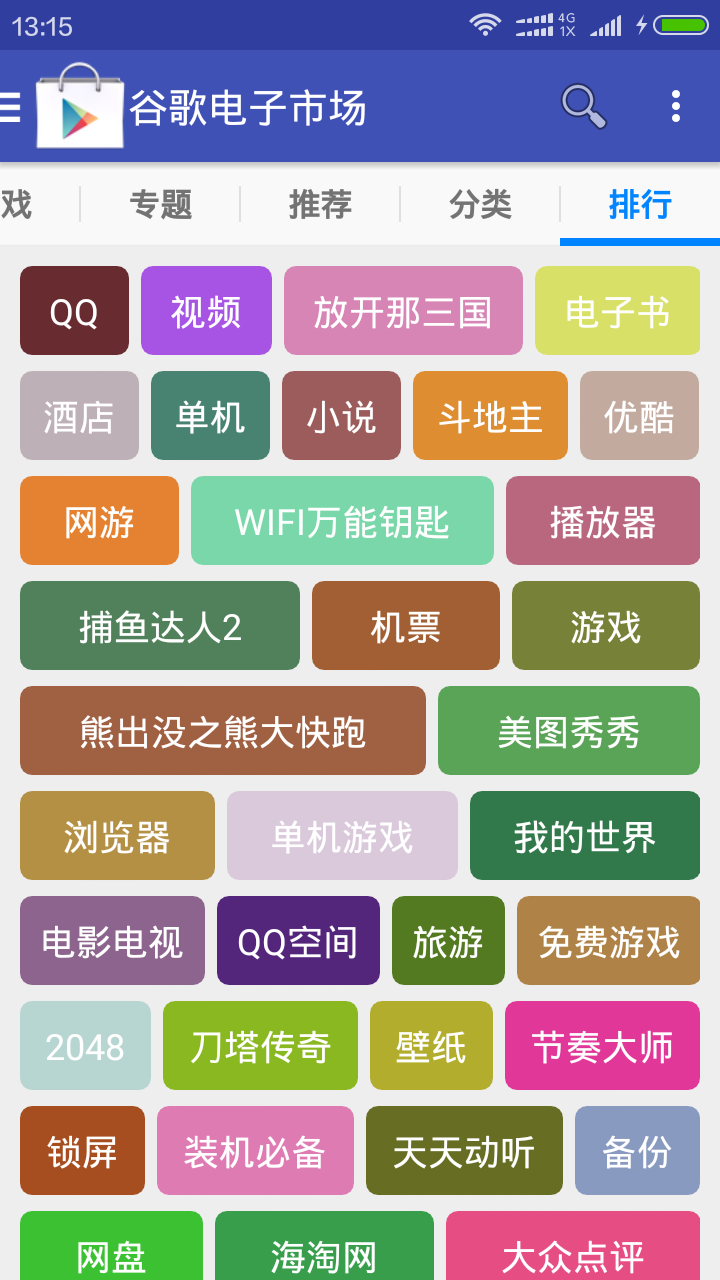 13:15 4G 1X
谷歌电子市场
戏 专题 推荐 分类 排行
QQ 视频 放开那三国 电子书
酒店 单机 小说 斗地主 优酷
网游 WIFI万能钥匙 播放器
捕鱼达人2 机票 游戏
熊出没之熊大快跑 美图秀秀
浏览器 单机游戏 我的世界
电影电视 QQ空间 旅游 免费游戏
2048 刀塔传奇 壁纸 节奏大师
锁屏 装机必备 天天动听 备份
网盘 海淘网 大众点评